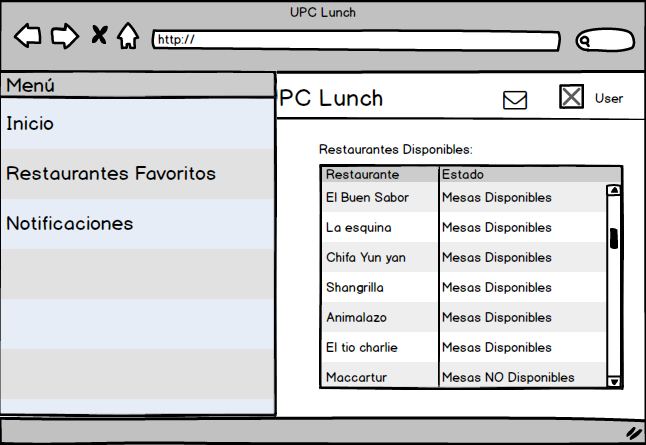 UPC Lunch
http://
Menú
Inicio
Restaurantes Favoritos
Notificaciones
PC Lunch
User
Restaurantes Disponibles:
Restaurante Estado
El Buen Sabor Mesas Disponibles
La esquina Mesas Disponibles
Chifa Yun yan Mesas Disponibles
Shangrilla Mesas Disponibles
Animalazo Mesas Disponibles
El tio charlie Mesas Disponibles
Maccartur Mesas NO Disponibles